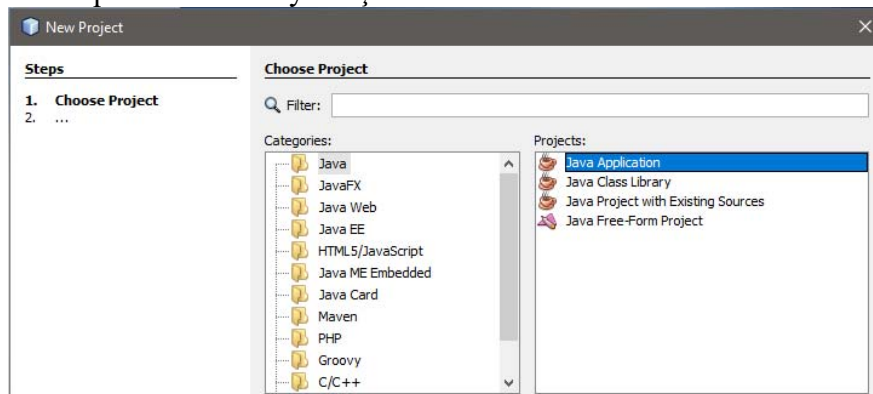 New Project
Steps
1. Choose Project
2. ...
Choose Project
Filter:
Categories:
Java
JavaFX
Java Web
Java EE
HTML5/JavaScript
Java ME Embedded
Java Card
Maven
PHP
Groovy
C/C++
Projects:
Java Application
Java Class Library
Java Project with Existing Sources
Java Free-Form Project